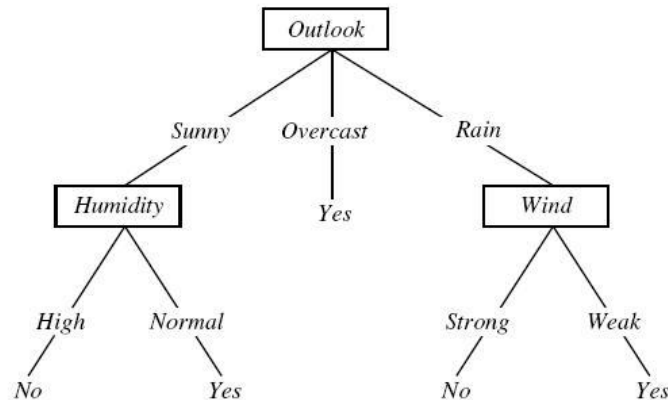 Outlook
Sunny Overcast Rain
Humidity Yes Wind
High Normal Strong Weak
No Yes No Yes